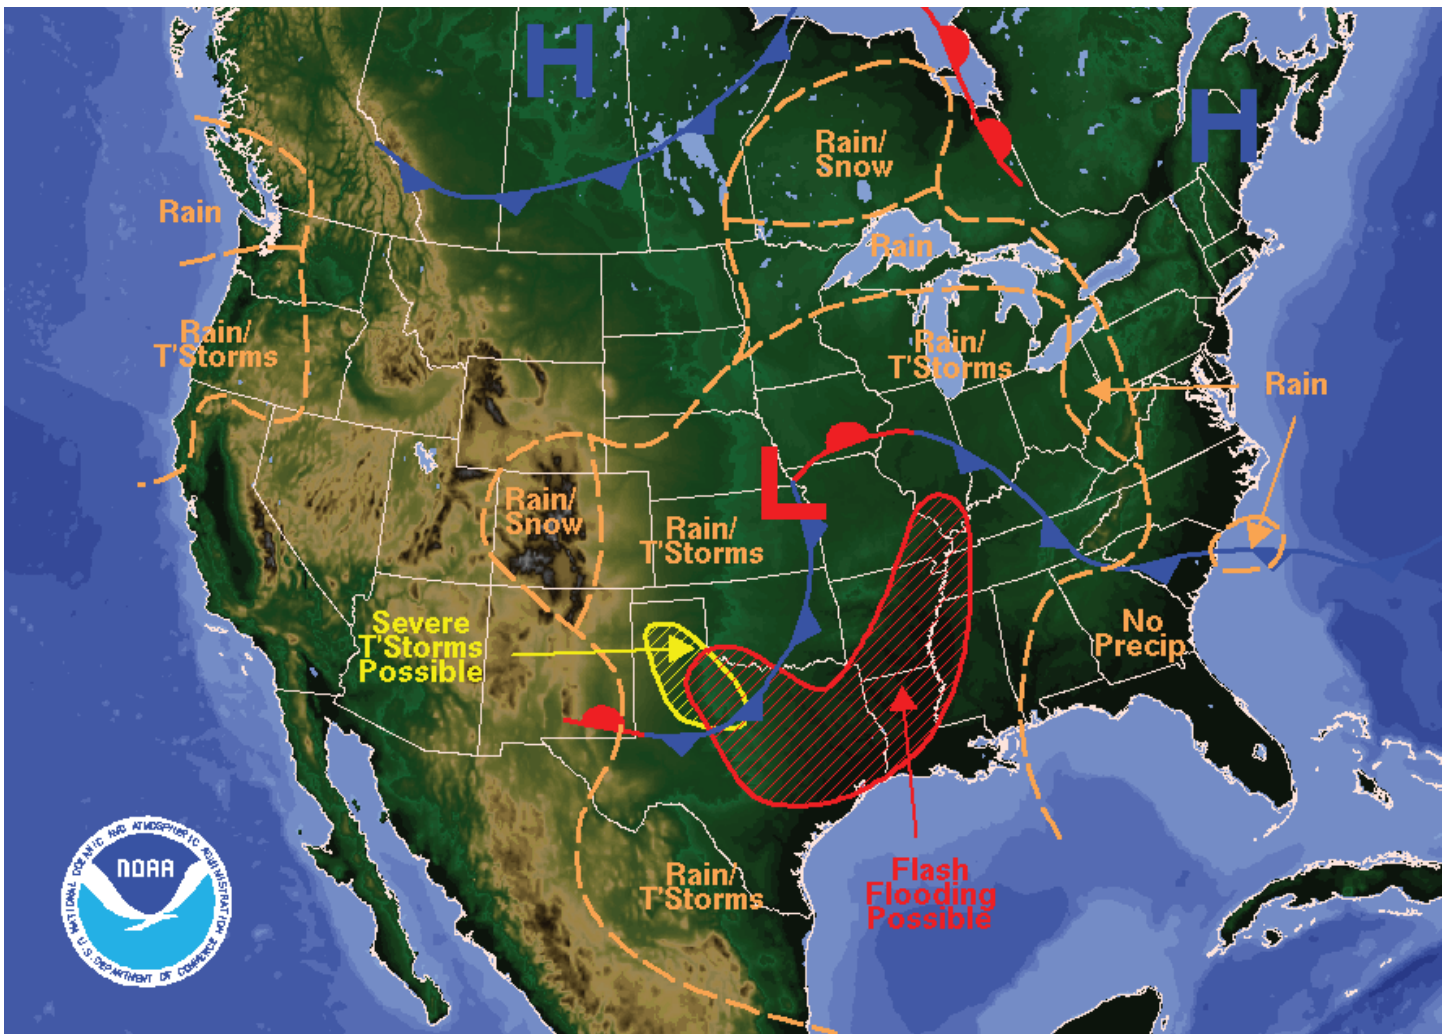 H
H
Rain/
Snow
Rain
Rain
Rain/
T'Storms
Rain/
T'Storms
Rain
L
Rain/
Snow
Rain/
T'Storms
Severe
T'Storms
Possible
No
Precip
Flash
Flooding
Possible
Rain/
T'Storms
NATIONAL OCEANIC AND ATMOSPHERIC ADMINISTRATION
NOAA
U.S. DEPARTMENT OF COMMERCE